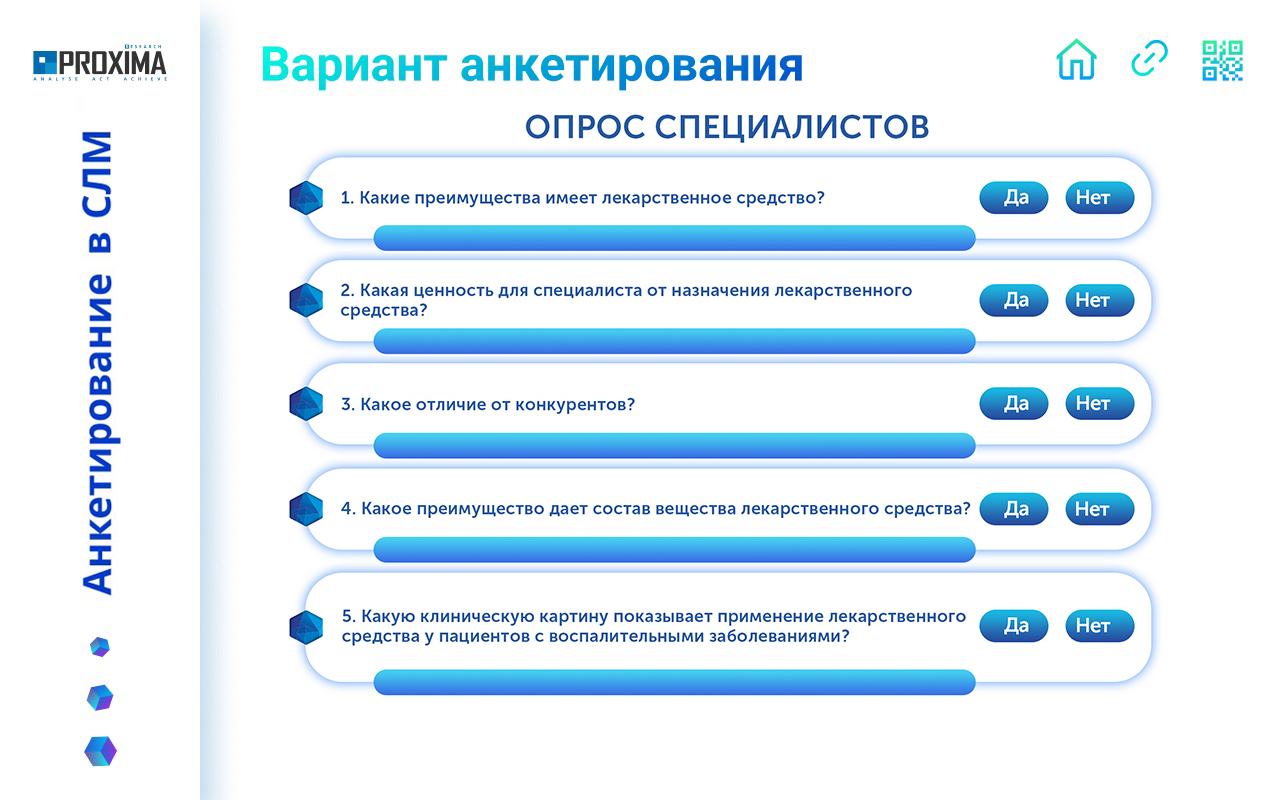 RESEARCH
PROXIMA
ANALYSE ACT ACHIEVE
Анкетирование в СЛМ
Вариант анкетирования
ОПРОС СПЕЦИАЛИСТОВ
1. Какие преимущества имеет лекарственное средство?
Да Нет
2. Какая ценность для специалиста от назначения лекарственного
средства?
Да Нет
3. Какое отличие от конкурентов?
Да Нет
4. Какое преимущество дает состав вещества лекарственного средства?
Да Нет
5. Какую клиническую картину показывает применение лекарственного
средства у пациентов с воспалительными заболеваниями?
Да Нет